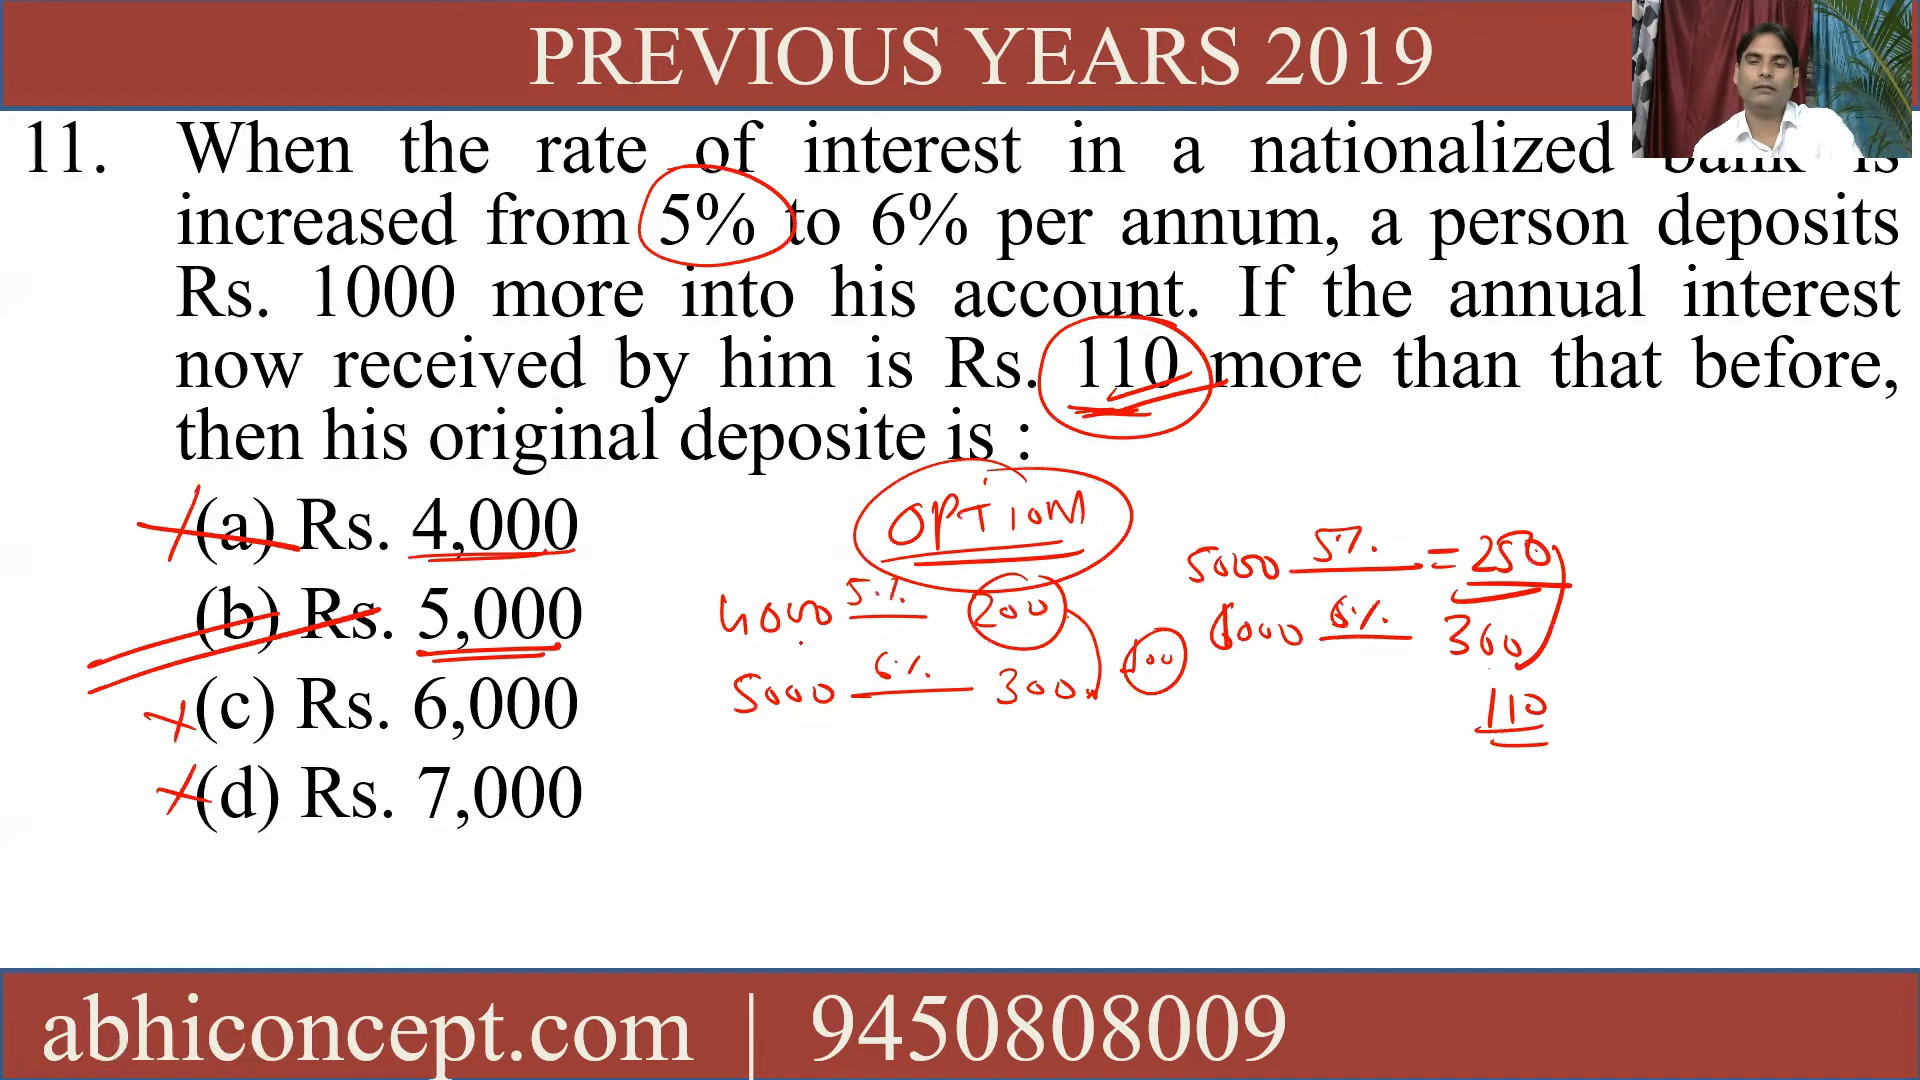 PREVIOUS YEARS 2019
11. When the rate of interest in a nationalized bank is
increased from 5% to 6% per annum, a person deposits
Rs. 1000 more into his account. If the annual interest
now received by him is Rs. 110 more than that before,
then his original deposite is :
(a) Rs. 4,000
(b) Rs. 5,000
(c) Rs. 6,000
(d) Rs. 7,000
OPTION
4000 5% 200
5000 6% 300
100
5000 5% = 250
6000 6% 360
110
abhiconcept.com | 9450808009